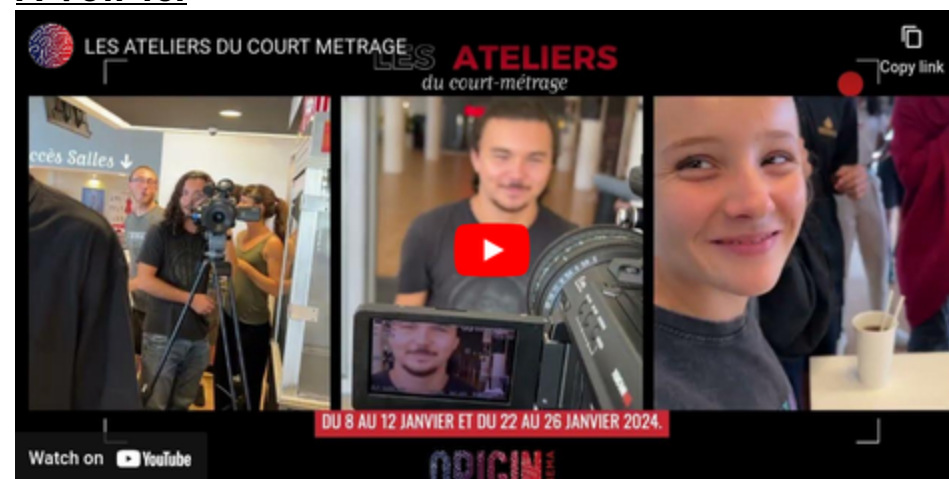 LES ATELIERS DU COURT METRAGE
LES ATELIERS
du court-métrage
Copy link
ccès Salles
DU 8 AU 12 JANVIER ET DU 22 AU 26 JANVIER 2024.
Watch on YouTube
ORIGIN